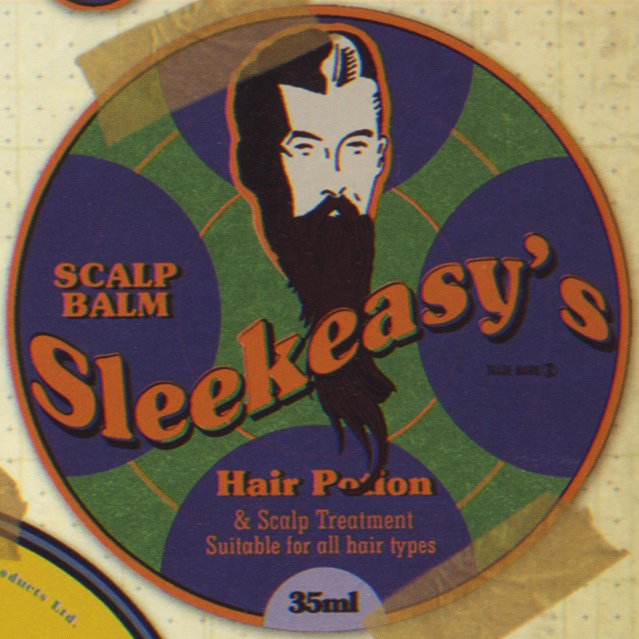 SCALP
BALM
Sleekeasy's
TRADE MARK ®
Hair Potion
& Scalp Treatment
Suitable for all hair types
35ml
oducts Ltd.